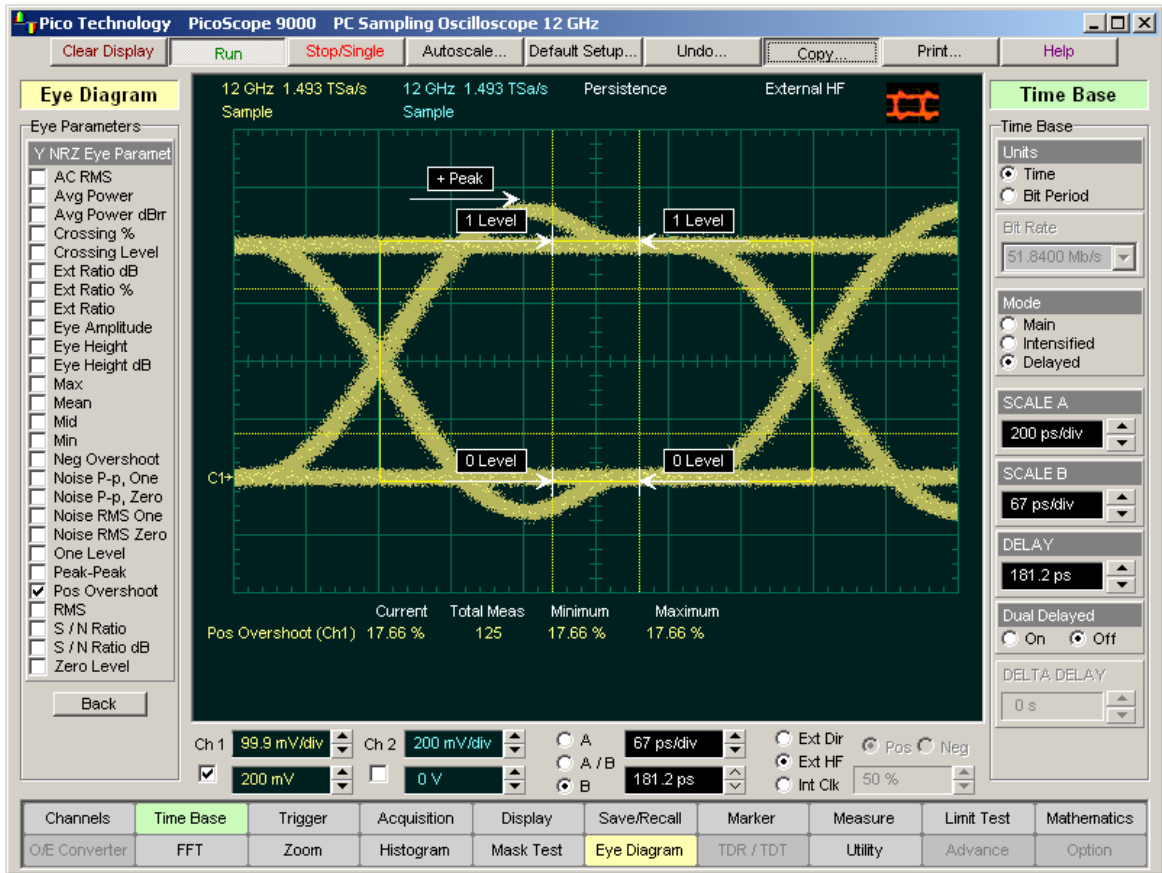 Pico Technology PicoScope 9000 PC Sampling Oscilloscope 12 GHz
Clear Display Run Stop/Single Autoscale... Default Setup... Undo... Copy... Print... Help
Eye Diagram
Eye Parameters
Y NRZ Eye Paramet
AC RMS
Avg Power
Avg Power dBm
Crossing %
Crossing Level
Ext Ratio dB
Ext Ratio %
Ext Ratio
Eye Amplitude
Eye Height
Eye Height dB
Max
Mean
Mid
Min
Neg Overshoot
Noise P-p, One
Noise P-p, Zero
Noise RMS One
Noise RMS Zero
One Level
Peak-Peak
Pos Overshoot
RMS
S / N Ratio
S / N Ratio dB
Zero Level
Back
12 GHz 1.493 TSa/s 12 GHz 1.493 TSa/s Persistence External HF
Sample Sample
+ Peak
1 Level 1 Level
0 Level 0 Level
C1
Current Total Meas Minimum Maximum
Pos Overshoot (Ch1) 17.66 % 125 17.66 % 17.66 %
Time Base
Time Base
Units
Time
Bit Period
Bit Rate
51.8400 Mb/s
Mode
Main
Intensified
Delayed
SCALE A
200 ps/div
SCALE B
67 ps/div
DELAY
181.2 ps
Dual Delayed
On Off
DELTA DELAY
0 s
Ch 1 99.9 mV/div Ch 2 200 mV/div A 67 ps/div Ext Dir Pos Neg
A / B Ext HF
200 mV 0 V B 181.2 ps Int Clk 50 %
Channels Time Base Trigger Acquisition Display Save/Recall Marker Measure Limit Test Mathematics
O/E Converter FFT Zoom Histogram Mask Test Eye Diagram TDR / TDT Utility Advance Option